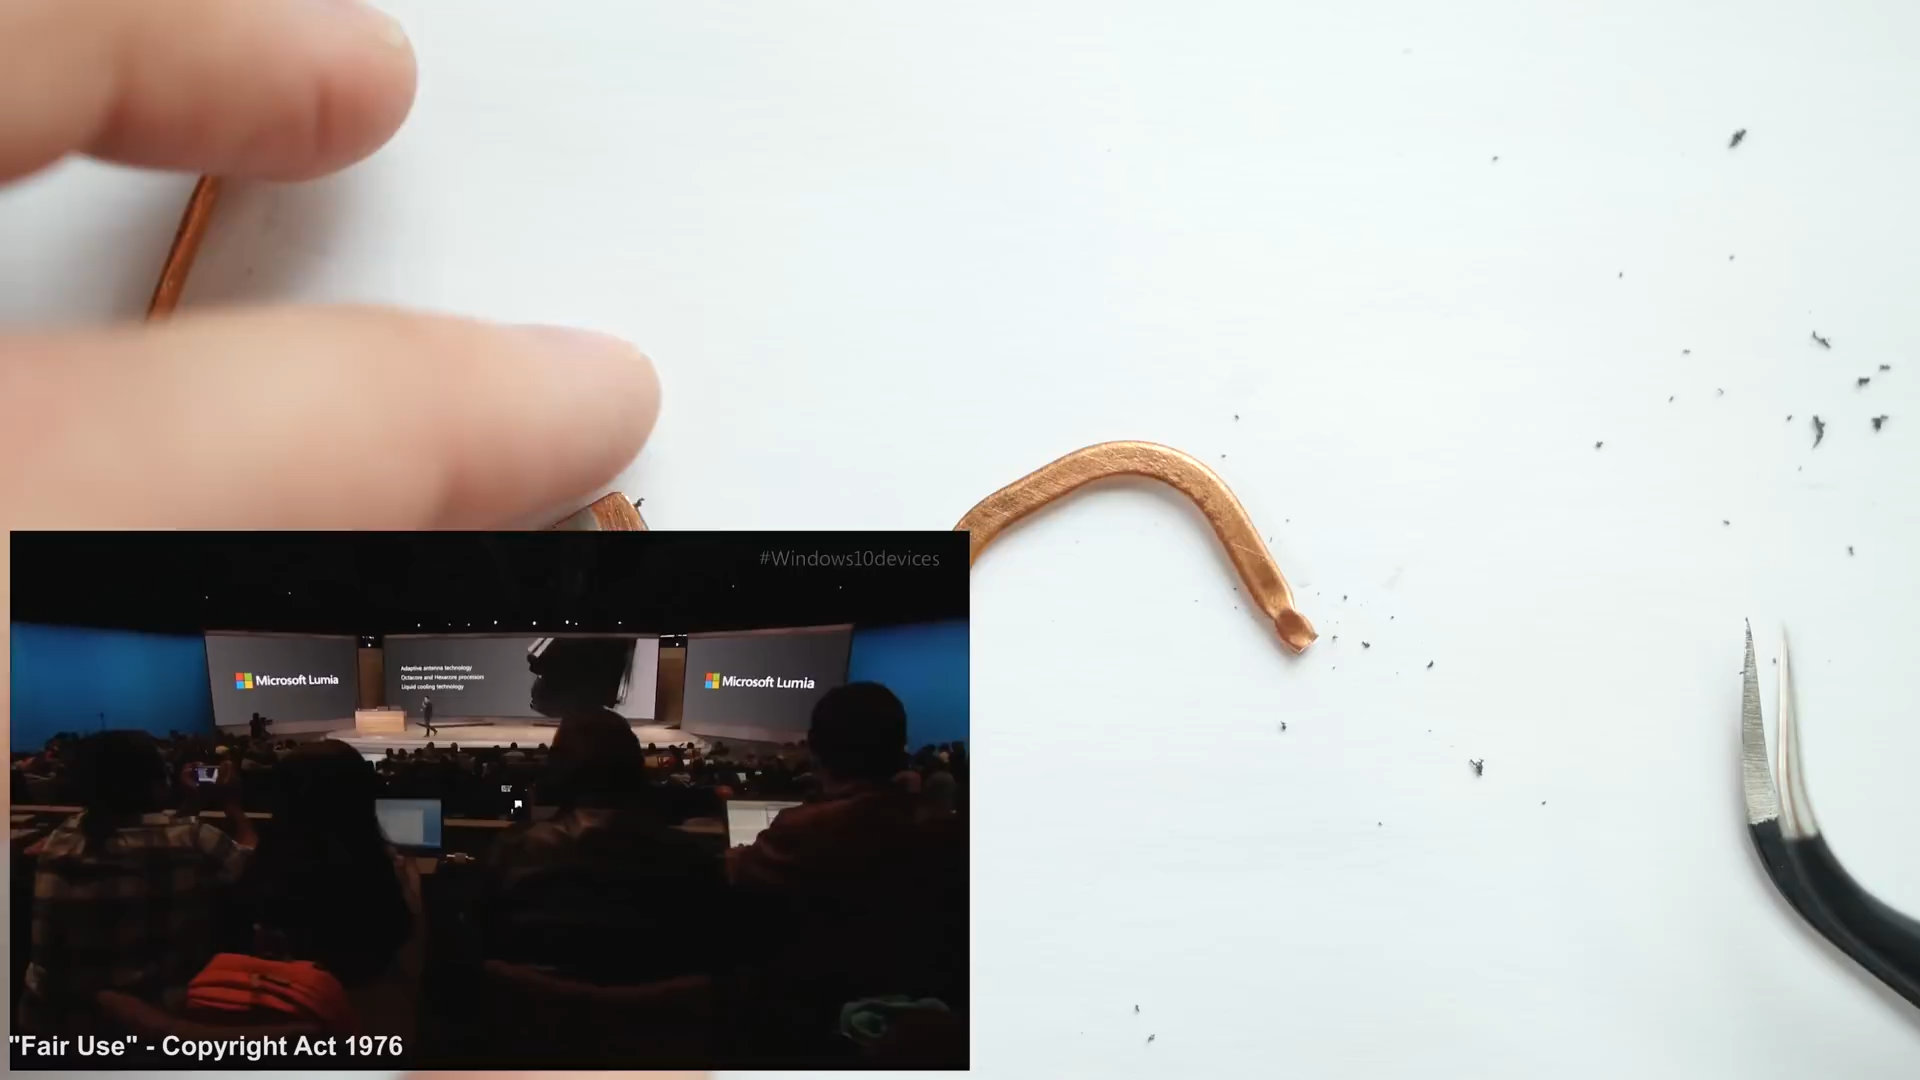 #Windows10devices
Microsoft Lumia
Adaptive antenna technology
Octacore and Hexacore processors
Liquid cooling technology
Microsoft Lumia
"Fair Use" - Copyright Act 1976